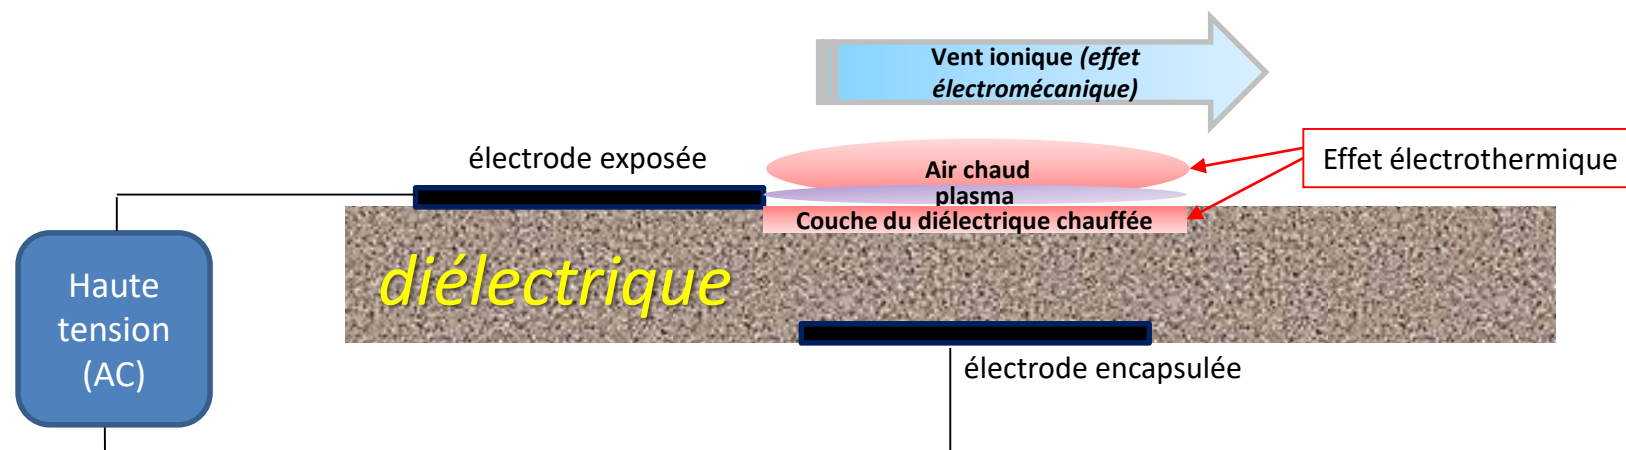 Vent ionique (effet
électromécanique)
électrode exposée
Air chaud
Effet électrothermique
plasma
Couche du diélectrique chauffée
diélectrique
Haute
tension
(AC)
électrode encapsulée